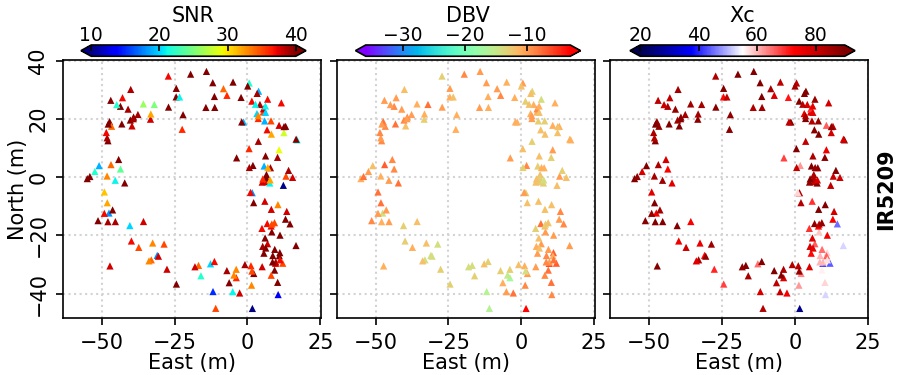 SNR DBV Xc
10 20 30 40 −30 −20 −10 20 40 60 80
40
20
0
−20
−40
North (m)
IR5209
−50 −25 0 25 −50 −25 0 25 −50 −25 0 25
East (m) East (m) East (m)